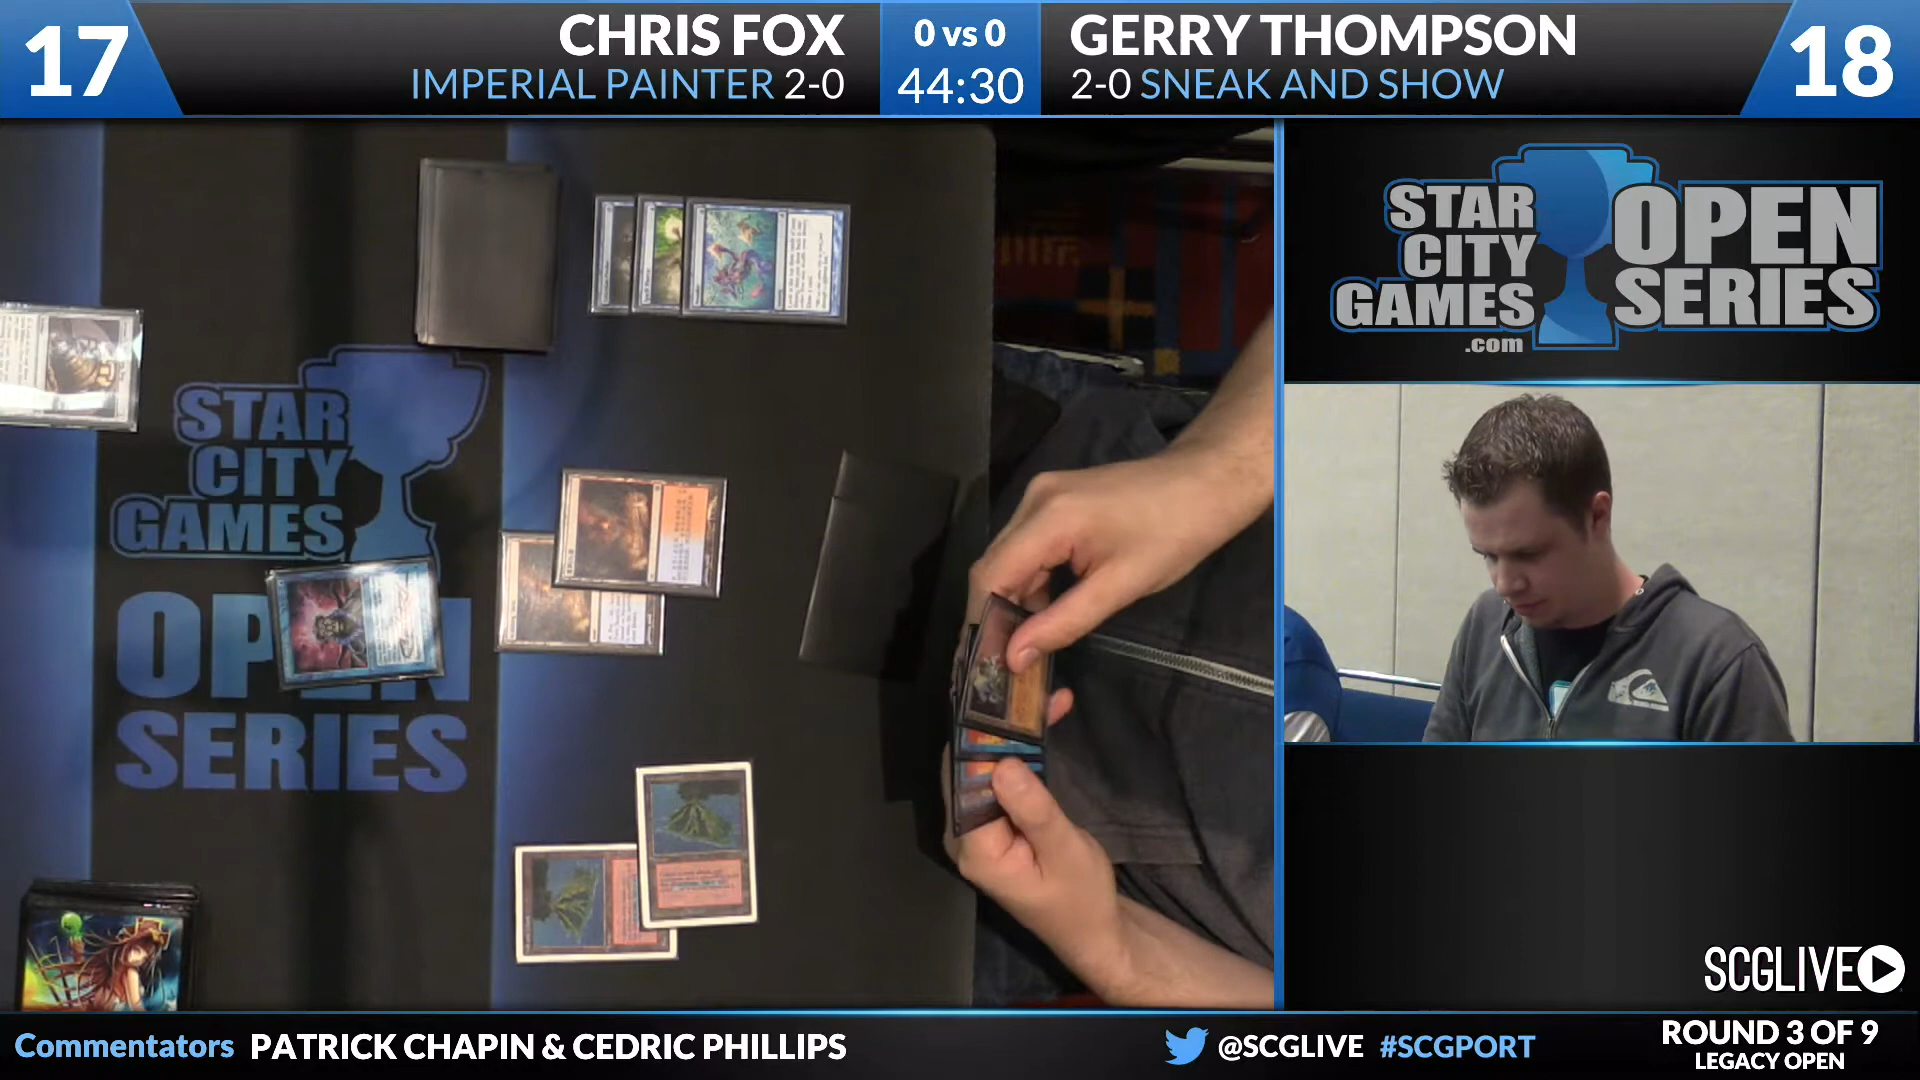 17
CHRIS FOX
IMPERIAL PAINTER 2-0
0 vs 0
44:30
GERRY THOMPSON
2-0 SNEAK AND SHOW
18
STAR
CITY
GAMES
OPEN
SERIES
STAR
CITY
GAMES
.com
OPEN
SERIES
SCGLIVE
Commentators PATRICK CHAPIN & CEDRIC PHILLIPS
@SCGLIVE #SCGPORT
ROUND 3 OF 9
LEGACY OPEN